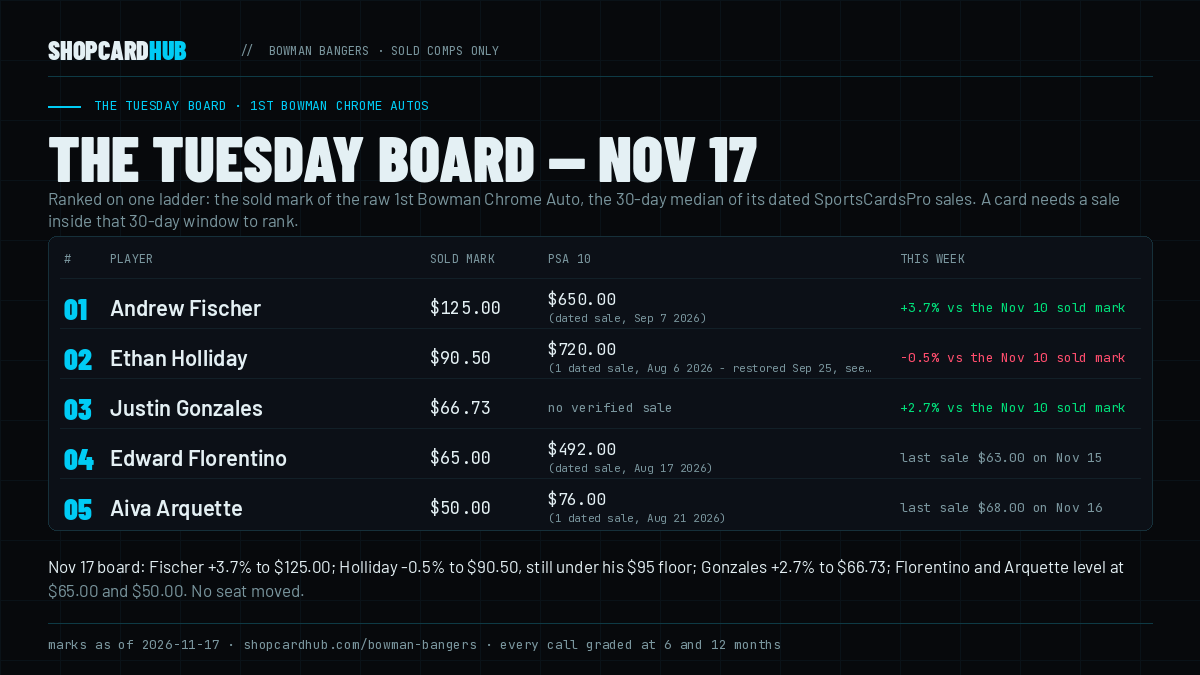 SHOPCARDHUB // BOWMAN BANGERS · SOLD COMPS ONLY
THE TUESDAY BOARD · 1ST BOWMAN CHROME AUTOS
THE TUESDAY BOARD — NOV 17
Ranked on one ladder: the sold mark of the raw 1st Bowman Chrome Auto, the 30-day median of its dated SportsCardsPro sales. A card needs a sale
inside that 30-day window to rank.
# PLAYER SOLD MARK PSA 10 THIS WEEK
01 Andrew Fischer $125.00 $650.00 +3.7% vs the Nov 10 sold mark
(dated sale, Sep 7 2026)
02 Ethan Holliday $90.50 $720.00 -0.5% vs the Nov 10 sold mark
(1 dated sale, Aug 6 2026 - restored Sep 25, see…
03 Justin Gonzales $66.73 no verified sale +2.7% vs the Nov 10 sold mark
04 Edward Florentino $65.00 $492.00 last sale $63.00 on Nov 15
(dated sale, Aug 17 2026)
05 Aiva Arquette $50.00 $76.00 last sale $68.00 on Nov 16
(1 dated sale, Aug 21 2026)
Nov 17 board: Fischer +3.7% to $125.00; Holliday -0.5% to $90.50, still under his $95 floor; Gonzales +2.7% to $66.73; Florentino and Arquette level at
$65.00 and $50.00. No seat moved.
marks as of 2026-11-17 · shopcardhub.com/bowman-bangers · every call graded at 6 and 12 months